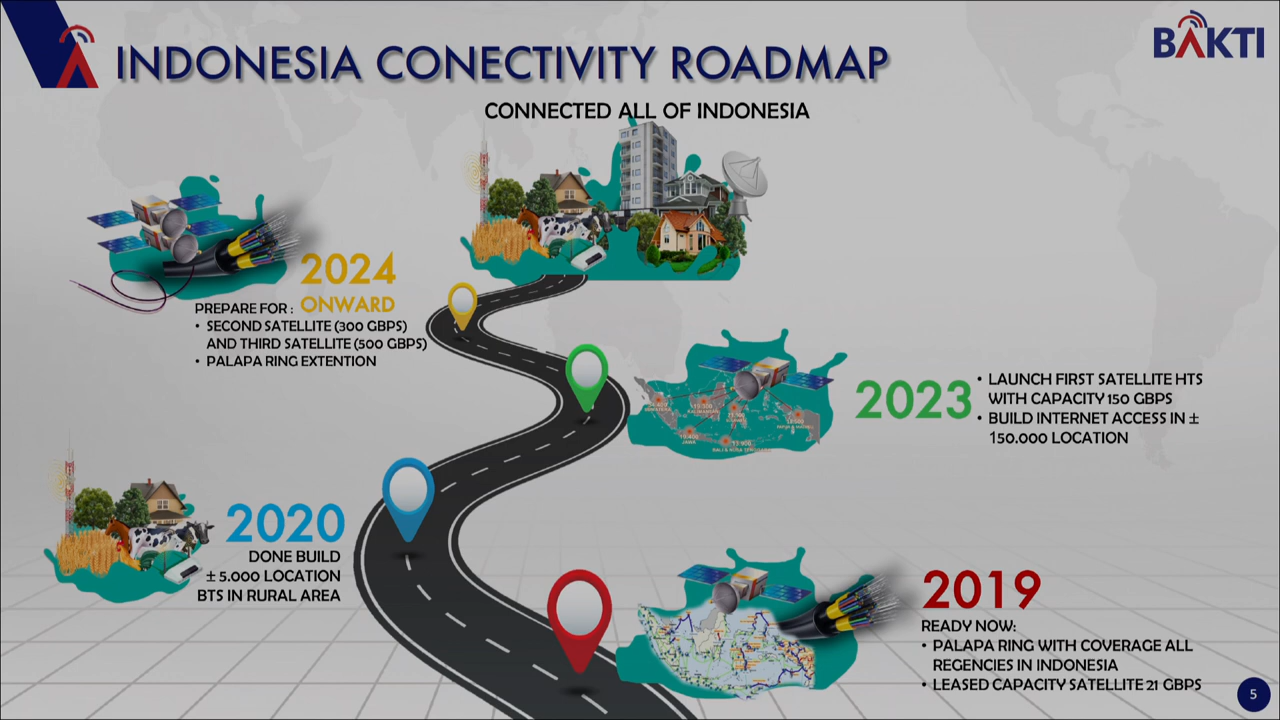 INDONESIA CONECTIVITY ROADMAP
BAKTI
CONNECTED ALL OF INDONESIA
2024
ONWARD
PREPARE FOR :
• SECOND SATELLITE (300 GBPS)
AND THIRD SATELLITE (500 GBPS)
• PALAPA RING EXTENTION
2023
• LAUNCH FIRST SATELLITE HTS
WITH CAPACITY 150 GBPS
• BUILD INTERNET ACCESS IN ±
150.000 LOCATION
SUMATERA
KALIMANTAN
JAWA
2020
DONE BUILD
± 5.000 LOCATION
BTS IN RURAL AREA
2019
READY NOW:
• PALAPA RING WITH COVERAGE ALL
REGENCIES IN INDONESIA
• LEASED CAPACITY SATELLITE 21 GBPS
5